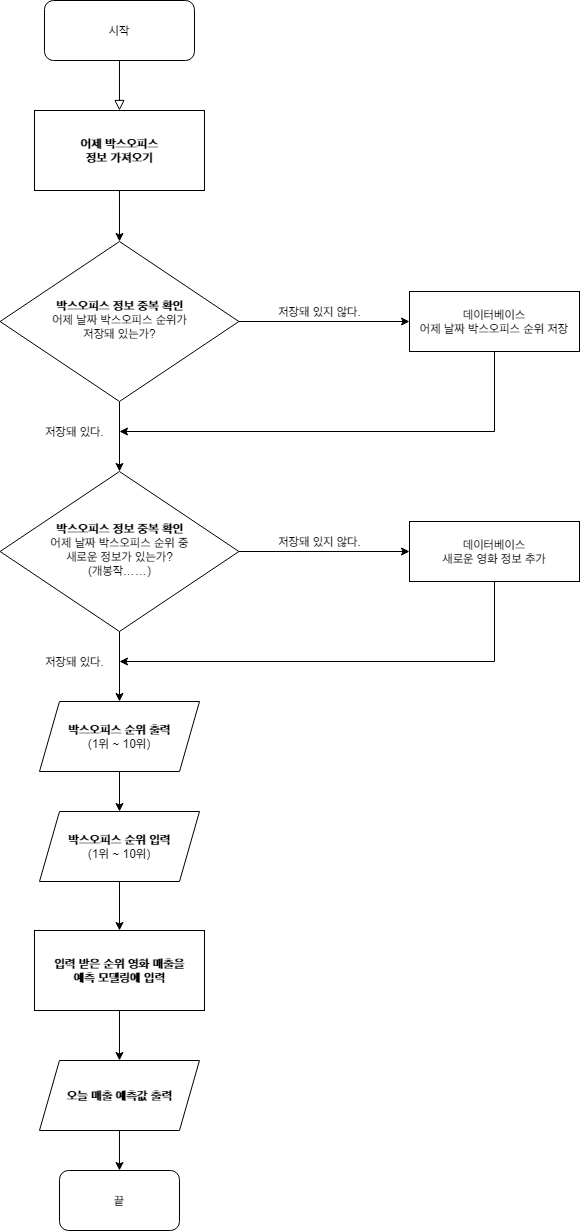 시작
어제 박스오피스
정보 가져오기
박스오피스 정보 중복 확인
어제 날짜 박스오피스 순위가
저장돼 있는가?
저장돼 있지 않다.
데이터베이스
어제 날짜 박스오피스 순위 저장
저장돼 있다.
박스오피스 정보 중복 확인
어제 날짜 박스오피스 순위 중
새로운 정보가 있는가?
(개봉작……)
저장돼 있지 않다.
데이터베이스
새로운 영화 정보 추가
저장돼 있다.
박스오피스 순위 출력
(1위 ~ 10위)
박스오피스 순위 입력
(1위 ~ 10위)
입력 받은 순위 영화 매출을
예측 모델링에 입력
오늘 매출 예측값 출력
끝